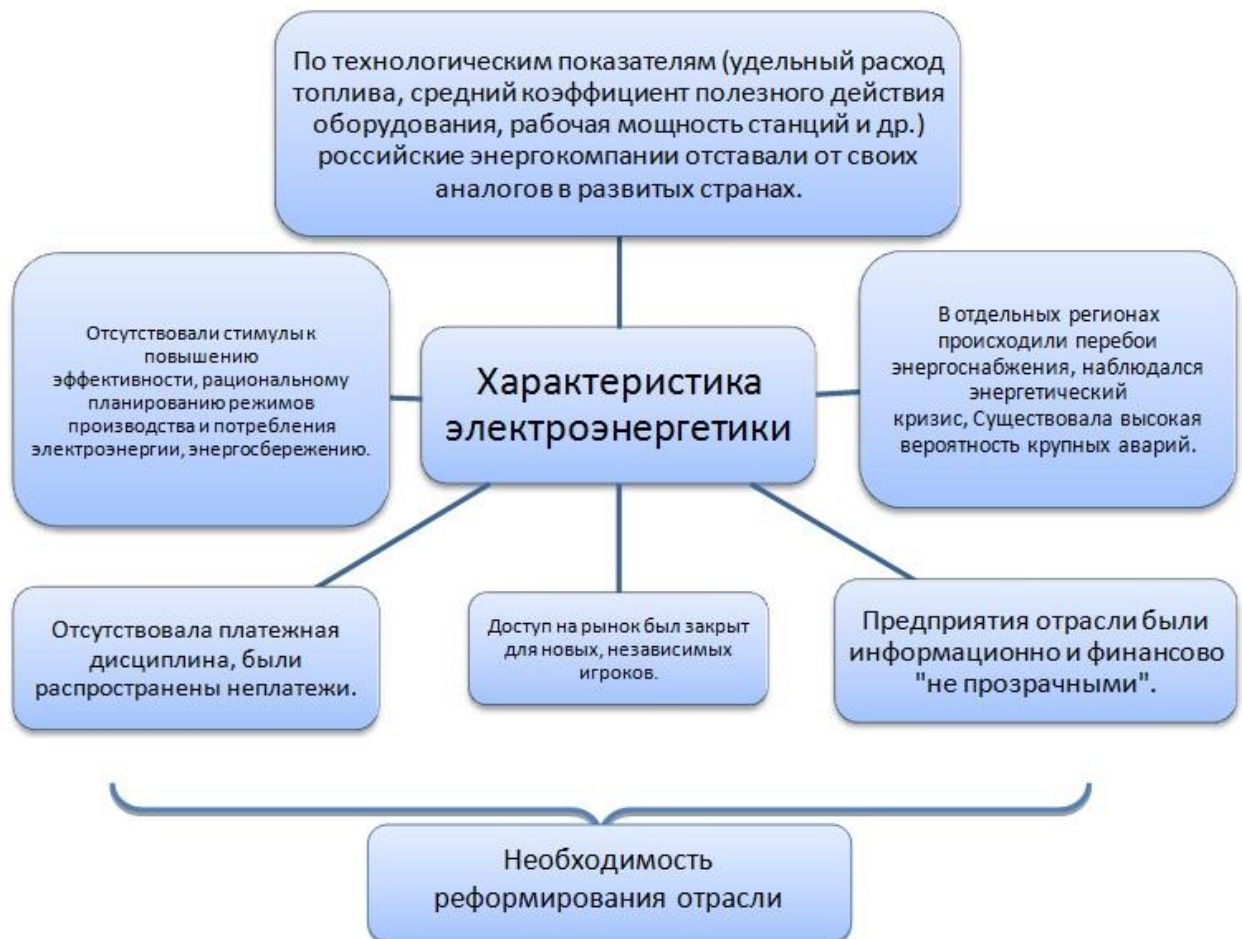 По технологическим показателям (удельный расход
топлива, средний коэффициент полезного действия
оборудования, рабочая мощность станций и др.)
российские энергокомпании отставали от своих
аналогов в развитых странах.
Отсутствовали стимулы к
повышению
эффективности, рациональному
планированию режимов
производства и потребления
электроэнергии, энергосбережению.
Характеристика
электроэнергетики
В отдельных регионах
происходили перебои
энергоснабжения, наблюдался
энергетический
кризис, Существовала высокая
вероятность крупных аварий.
Отсутствовала платежная
дисциплина, были
распространены неплатежи.
Доступ на рынок был закрыт
для новых, независимых
игроков.
Предприятия отрасли были
информационно и финансово
"не прозрачными".
Необходимость
реформирования отрасли